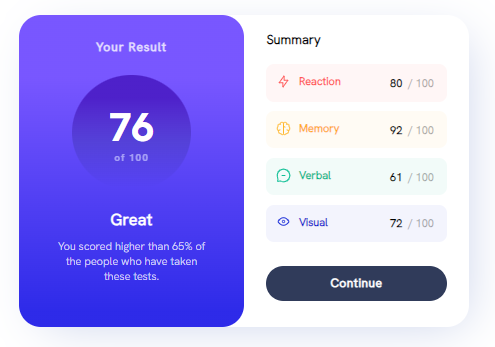 Your Result
76
of 100
Great
You scored higher than 65% of
the people who have taken
these tests.
Summary
Reaction 80 / 100
Memory 92 / 100
Verbal 61 / 100
Visual 72 / 100
Continue